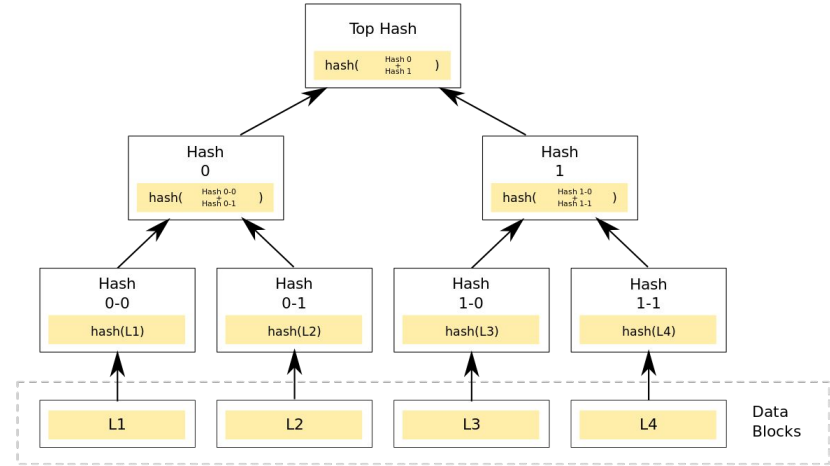 Top Hash
hash( Hash 0 + Hash 1 )
Hash
0
hash( Hash 0-0 + Hash 0-1 )
Hash
1
hash( Hash 1-0 + Hash 1-1 )
Hash
0-0
hash(L1)
Hash
0-1
hash(L2)
Hash
1-0
hash(L3)
Hash
1-1
hash(L4)
L1
L2
L3
L4
Data
Blocks